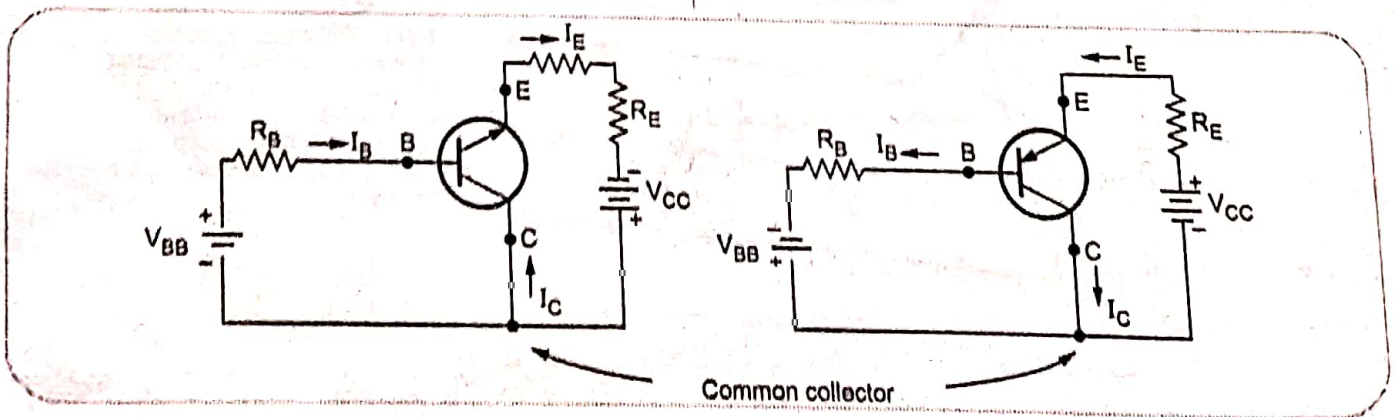 I_E
E
R_E
R_B
I_B
B
V_CC
-
+
V_BB
+
-
C
I_C
I_E
E
R_E
R_B
I_B
B
V_CC
+
-
V_BB
-
+
C
I_C
Common collector